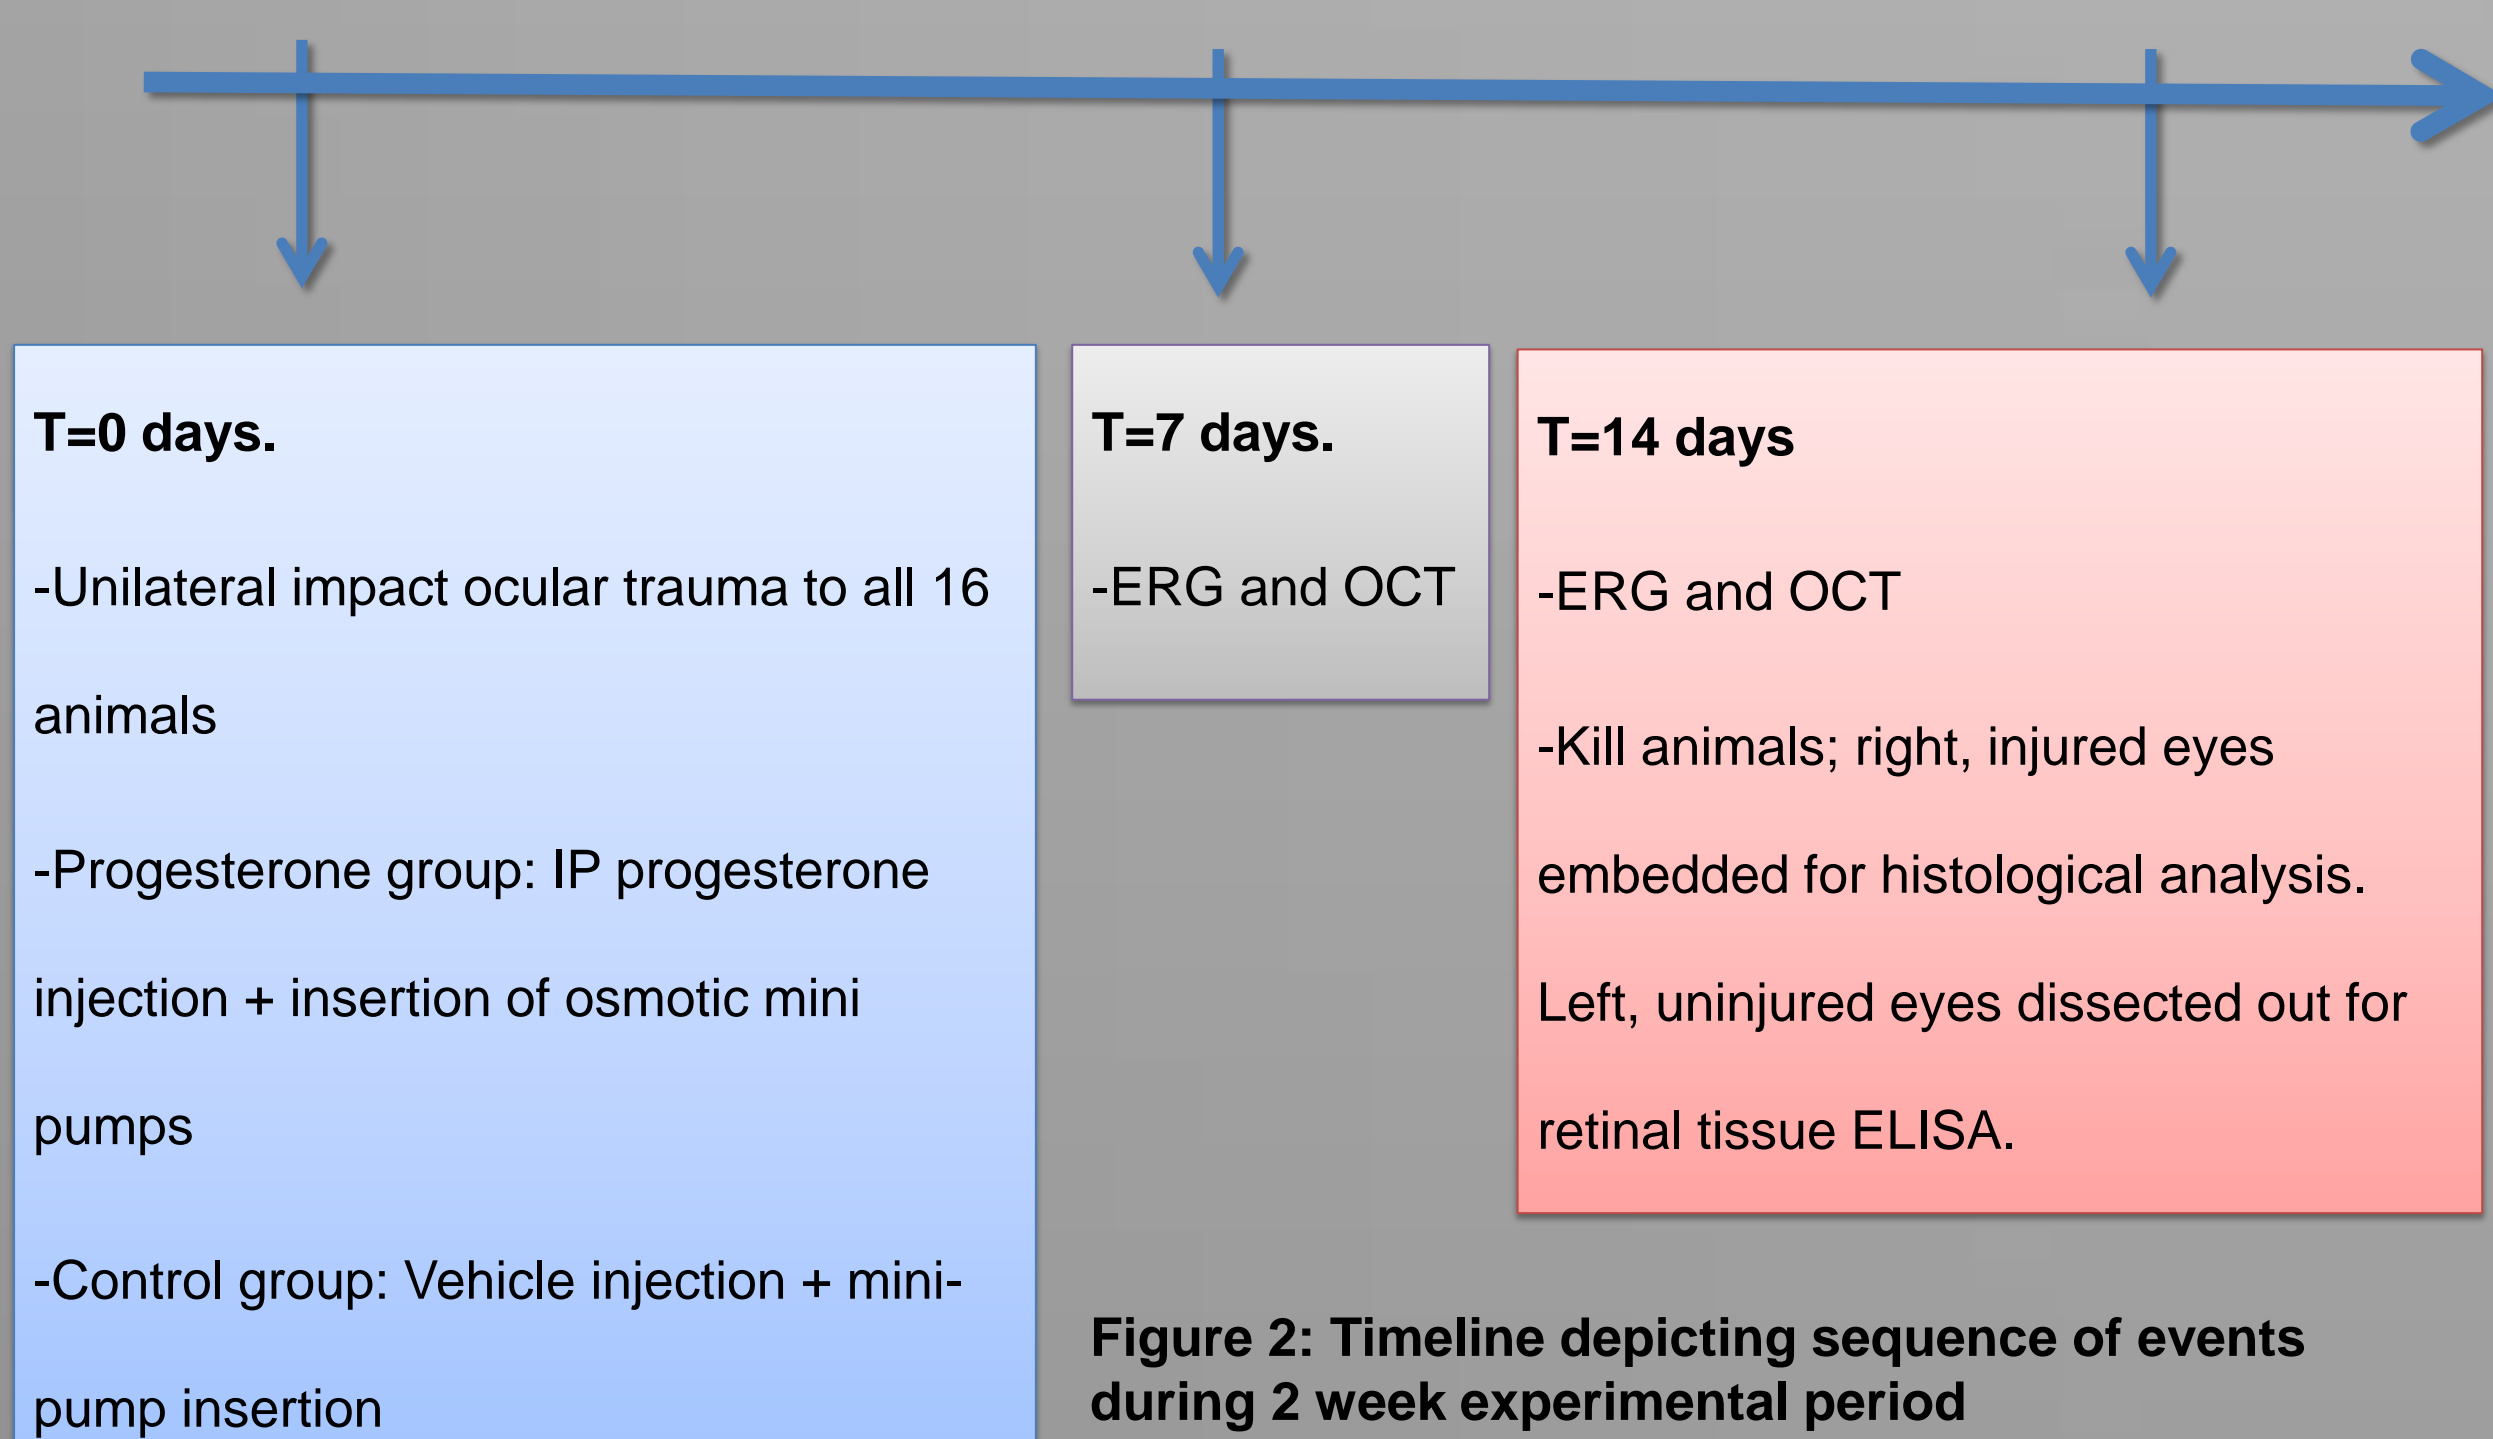 T=0 days.
-Unilateral impact ocular trauma to all 16
animals
-Progesterone group: IP progesterone
injection + insertion of osmotic mini
pumps
-Control group: Vehicle injection + mini-
pump insertion
T=7 days.
-ERG and OCT
T=14 days
-ERG and OCT
-Kill animals; right, injured eyes
embedded for histological analysis.
Left, uninjured eyes dissected out for
retinal tissue ELISA.
Figure 2: Timeline depicting sequence of events
during 2 week experimental period